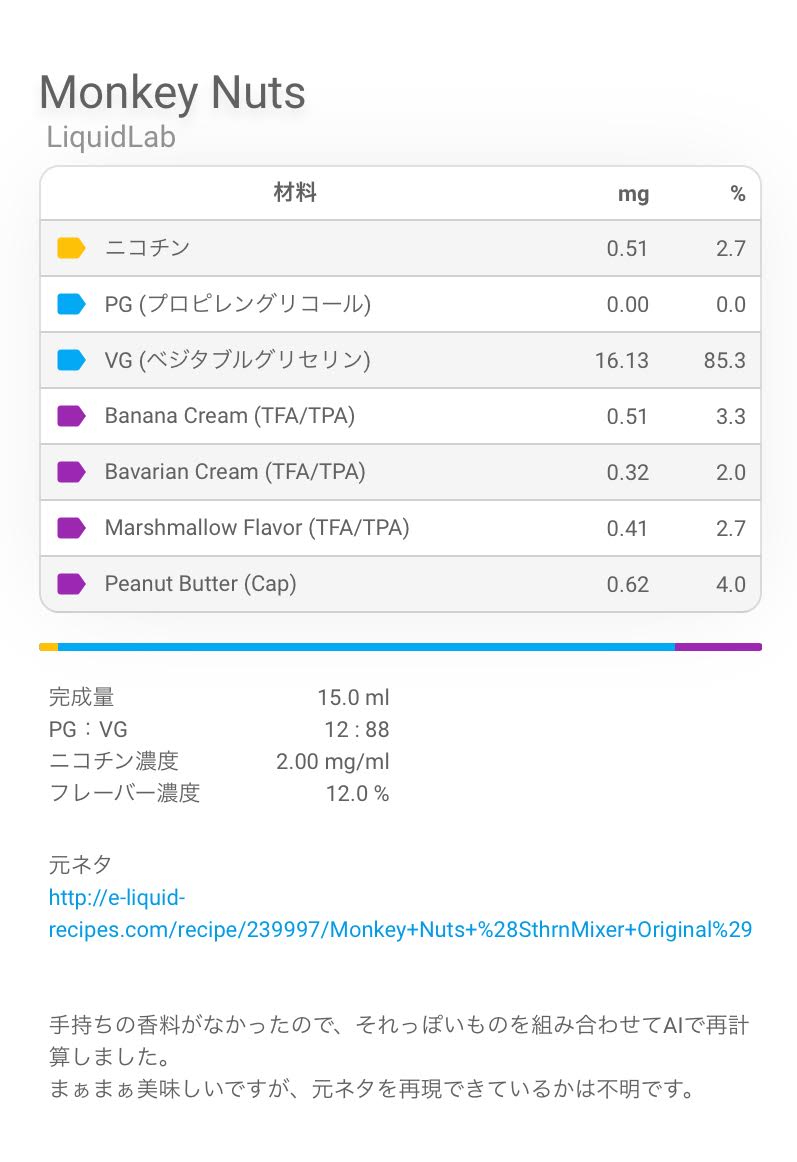 Monkey Nuts
LiquidLab
材料 mg %
ニコチン 0.51 2.7
PG (プロピレングリコール) 0.00 0.0
VG (ベジタブルグリセリン) 16.13 85.3
Banana Cream (TFA/TPA) 0.51 3.3
Bavarian Cream (TFA/TPA) 0.32 2.0
Marshmallow Flavor (TFA/TPA) 0.41 2.7
Peanut Butter (Cap) 0.62 4.0
完成量 15.0 ml
PG：VG 12 : 88
ニコチン濃度 2.00 mg/ml
フレーバー濃度 12.0 %
元ネタ
http://e-liquid-
recipes.com/recipe/239997/Monkey+Nuts+%28SthrnMixer+Original%29
手持ちの香料がなかったので、それっぽいものを組み合わせてAIで再計
算しました。
まぁまぁ美味しいですが、元ネタを再現できているかは不明です。